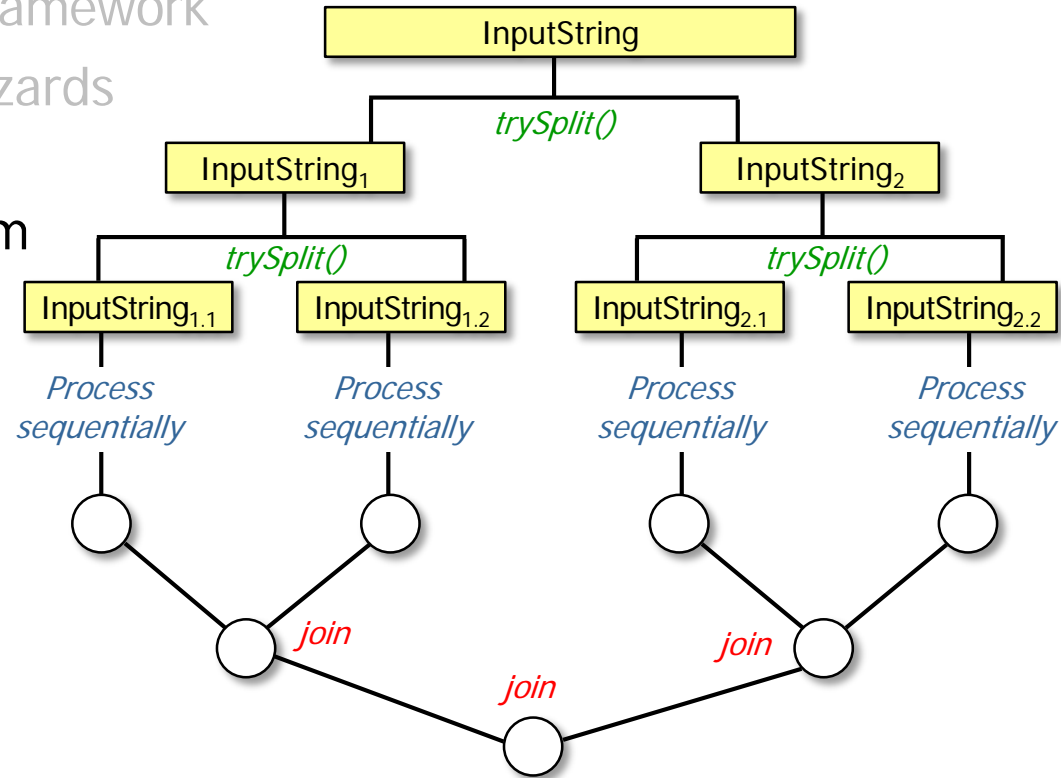 amework
InputString
zards
trySplit()
InputString1
InputString2
m
trySplit()
trySplit()
InputString1.1
InputString1.2
InputString2.1
InputString2.2
Process
sequentially
Process
sequentially
Process
sequentially
Process
sequentially
join
join
join